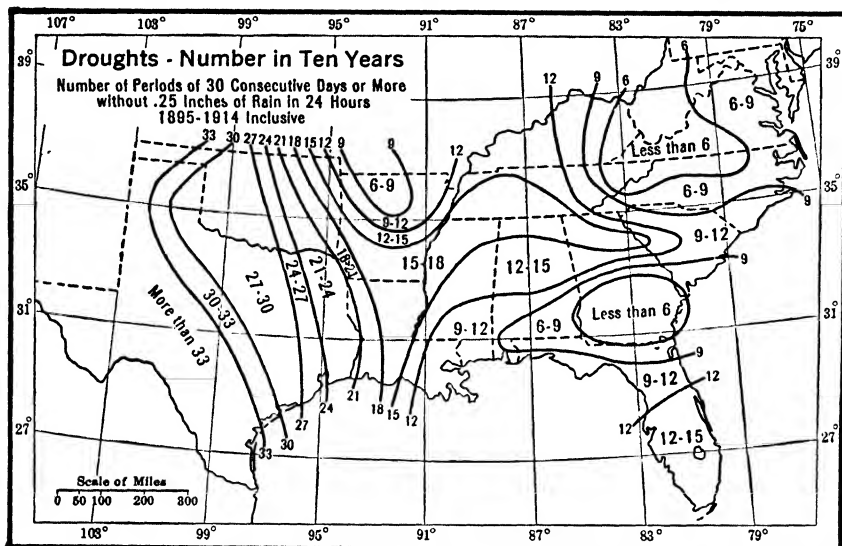 107° 108° 99° 95° 91° 87° 83° 79° 75°
Droughts - Number in Ten Years
Number of Periods of 30 Consecutive Days or More
without .25 Inches of Rain in 24 Hours
1895-1914 Inclusive
39° 39°
33 30 27 24 21 18 15 12 9 9 12 12 9 6 6
6-9
Less than 6
6-9
6-9
35° 35°
9
9-12
12-15
9-12
15-18
12-15
18-21
21-24
24-27
27-30
30-33
More than 33
9
31° 31°
Less than 6
6-9
9-12
9
9-12
12
12
12-15
21
24
18
15
12
27
30
33
27° 27°
Scale of Miles
0 50 100 200 300
103° 99° 95° 91° 87° 83° 79°